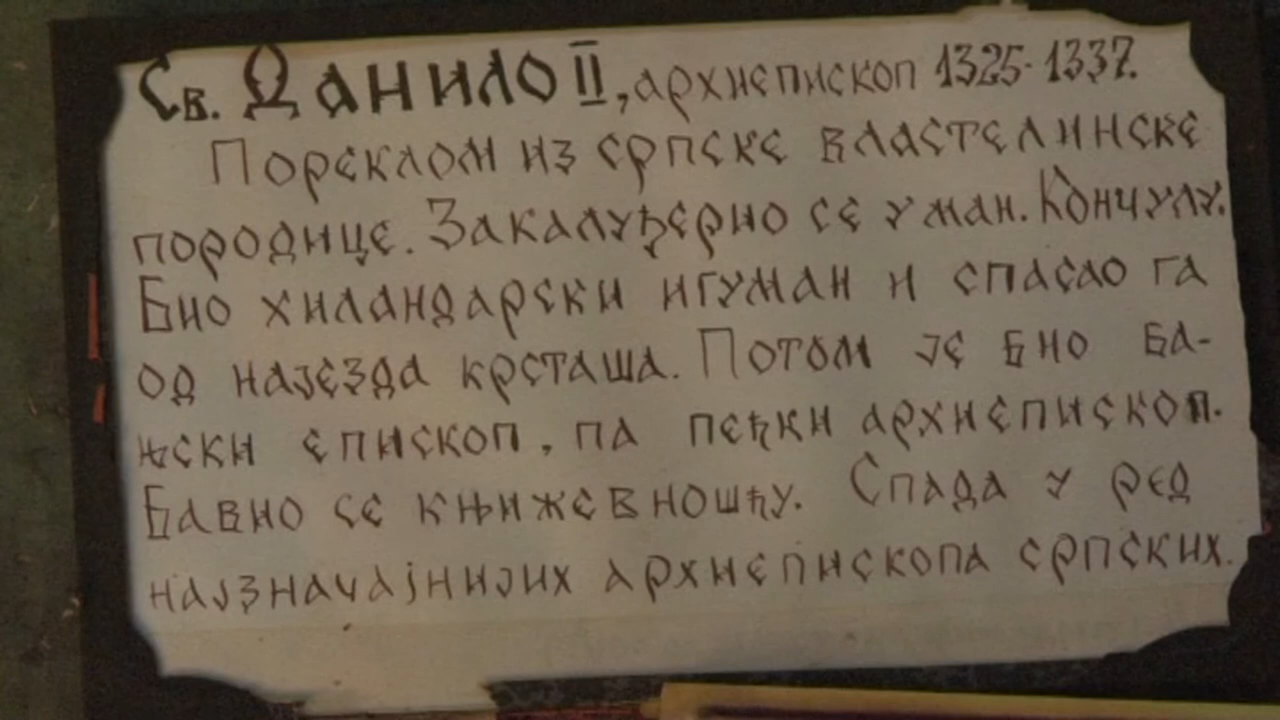 Св. Данило II, архиепископ 1325-1337.
Пореклом из српске властелинске
породице. Закалуђерио се у ман. Кончулу.
Био хиландарски игуман и спасао га
од најезда крсташа. Потом је био ба-
њски епископ, па пећки архиепископ.
Бавио се књижевношћу. Спада у ред
најзначајнијих архиепископа српских.